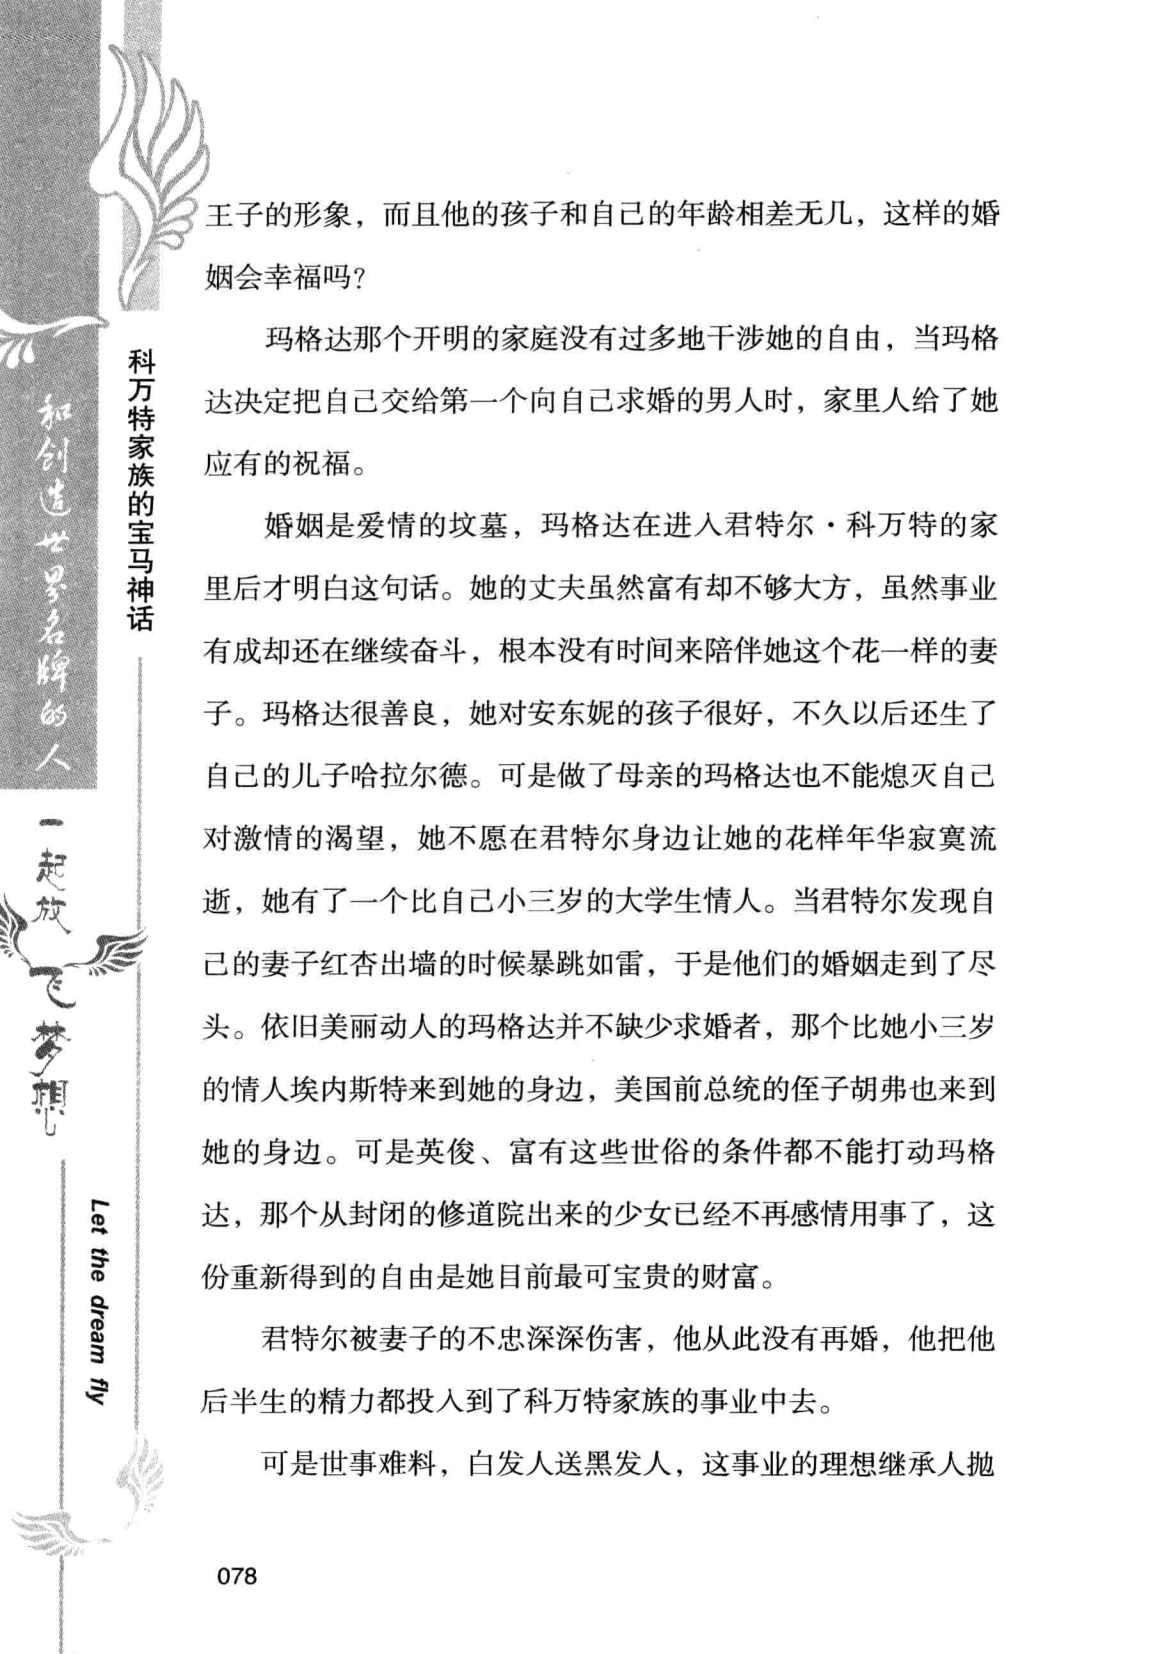 王子的形象，而且他的孩子和自己的年龄相差无几，这样的婚
姻会幸福吗？
玛格达那个开明的家庭没有过多地干涉她的自由，当玛格
达决定把自己交给第一个向自己求婚的男人时，家里人给了她
应有的祝福。
婚姻是爱情的坟墓，玛格达在进入君特尔·科万特的家
里后才明白这句话。她的丈夫虽然富有却不够大方，虽然事业
有成却还在继续奋斗，根本没有时间来陪伴她这个花一样的妻
子。玛格达很善良，她对安东妮的孩子很好，不久以后还生了
自己的儿子哈拉尔德。可是做了母亲的玛格达也不能熄灭自己
对激情的渴望，她不愿在君特尔身边让她的花样年华寂寞流
逝，她有了一个比自己小三岁的大学生情人。当君特尔发现自
己的妻子红杏出墙的时候暴跳如雷，于是他们的婚姻走到了尽
头。依旧美丽动人的玛格达并不缺少求婚者，那个比她小三岁
的情人埃内斯特来到她的身边，美国前总统的侄子胡弗也来到
她的身边。可是英俊、富有这些世俗的条件都不能打动玛格
达，那个从封闭的修道院出来的少女已经不再感情用事了，这
份重新得到的自由是她目前最可宝贵的财富。
君特尔被妻子的不忠深深伤害，他从此没有再婚，他把他
后半生的精力都投入到了科万特家族的事业中去。
可是世事难料，白发人送黑发人，这事业的理想继承人抛
科万特家族的宝马神话
和创造世界名牌的人
一起放飞梦想
Let the dream fly
078